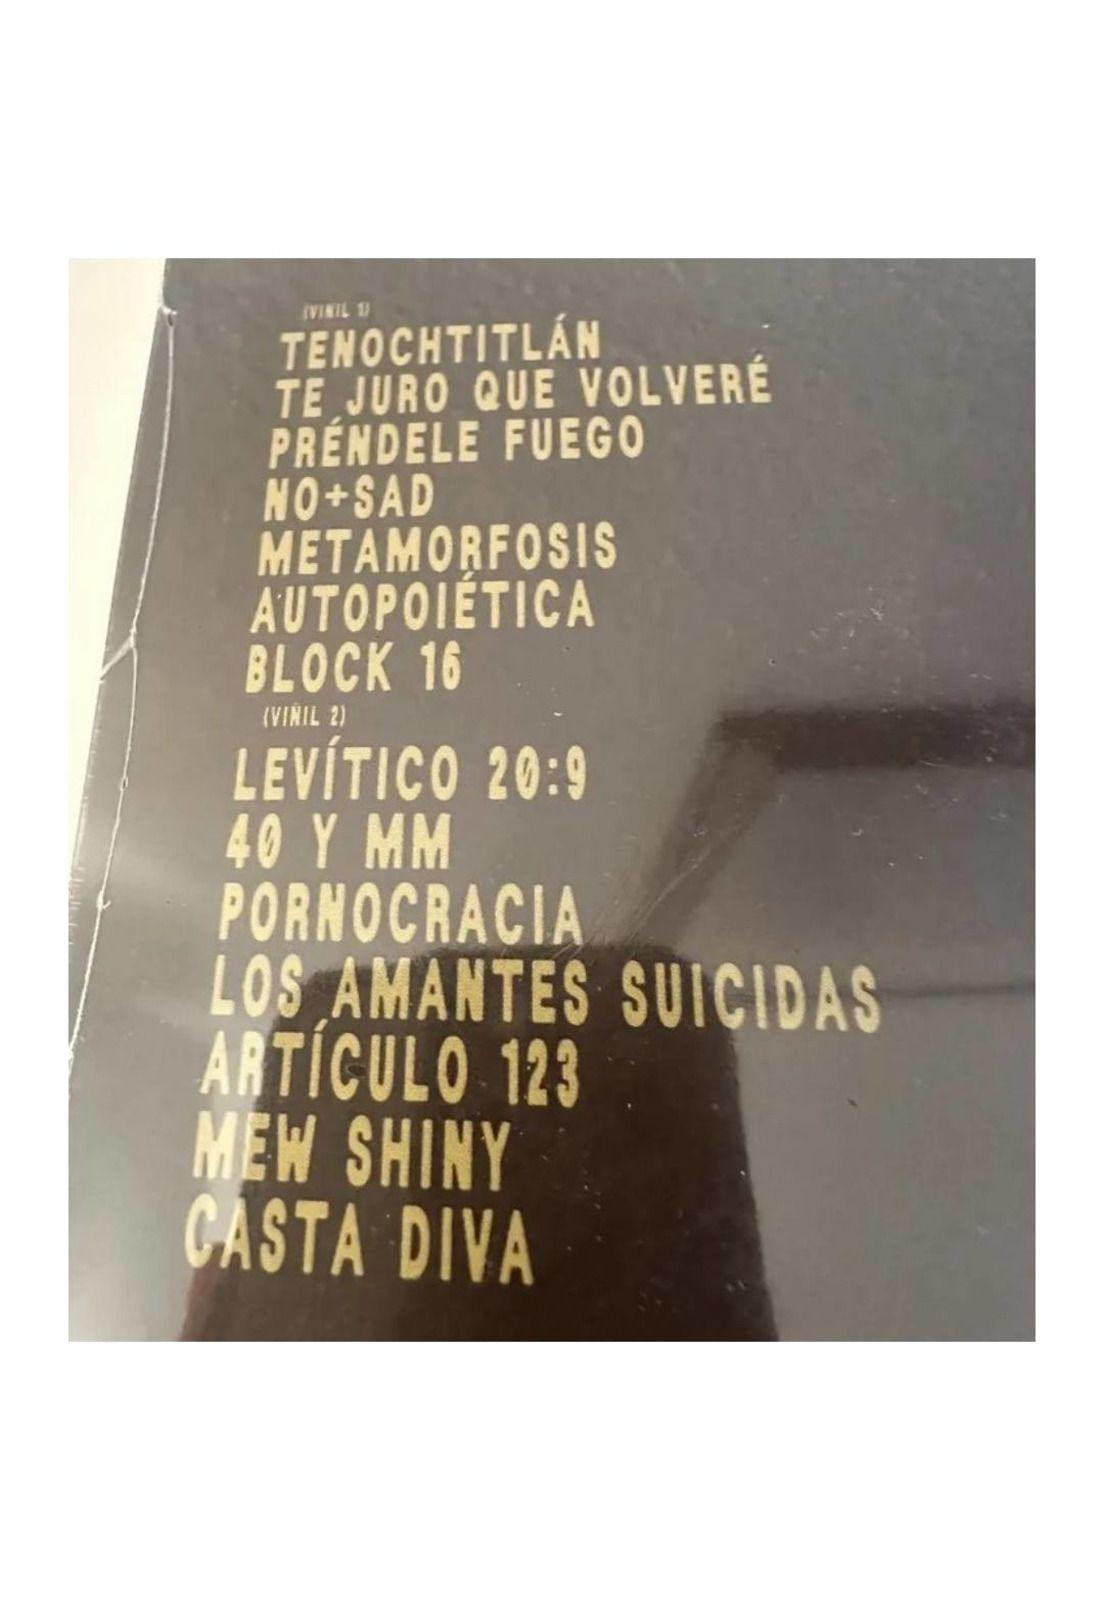 (VINIL 1)
TENOCHTITLÁN
TE JURO QUE VOLVERÉ
PRÉNDELE FUEGO
NO+SAD
METAMORFOSIS
AUTOPOIÉTICA
BLOCK 16
(VIÑIL 2)
LEVÍTICO 20:9
40 Y MM
PORNOCRACIA
LOS AMANTES SUICIDAS
ARTÍCULO 123
MEW SHINY
CASTA DIVA